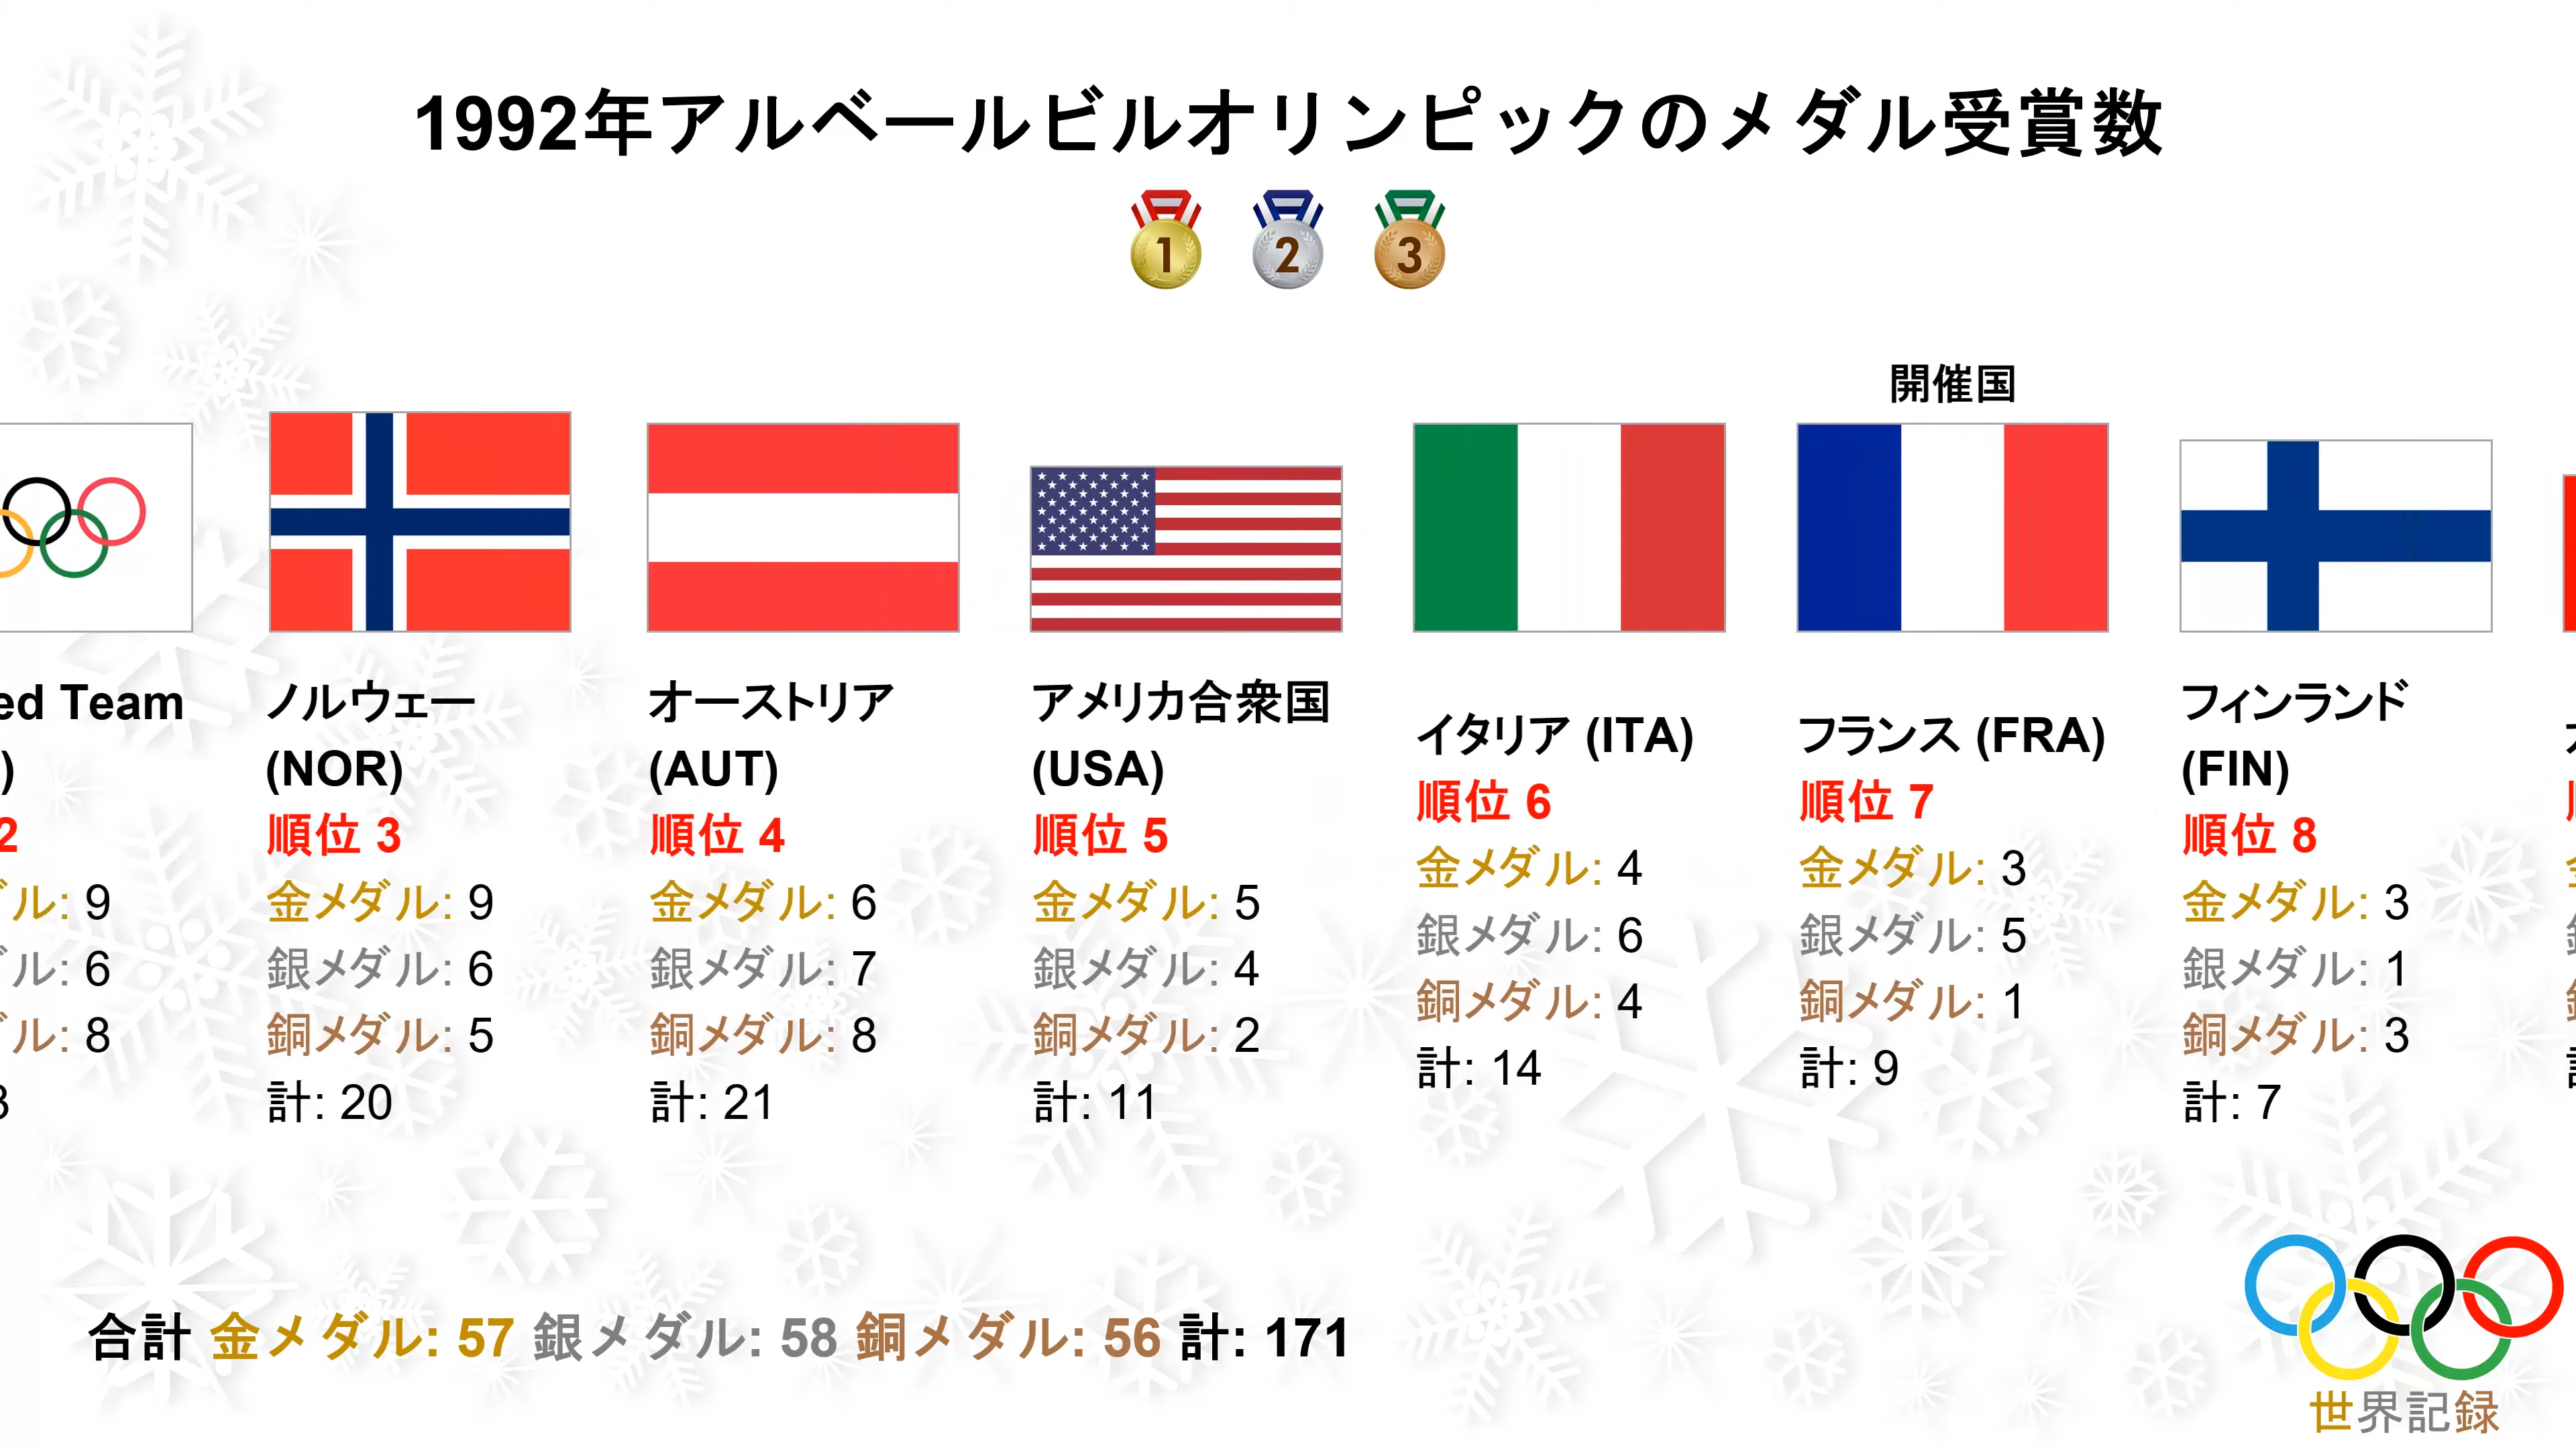 1992年アルベールビルオリンピックのメダル受賞数
1 2 3
ed Team
)
2
ル: 9
ル: 6
ル: 8
3
ノルウェー
(NOR)
順位 3
金メダル: 9
銀メダル: 6
銅メダル: 5
計: 20
オーストリア
(AUT)
順位 4
金メダル: 6
銀メダル: 7
銅メダル: 8
計: 21
アメリカ合衆国
(USA)
順位 5
金メダル: 5
銀メダル: 4
銅メダル: 2
計: 11
イタリア (ITA)
順位 6
金メダル: 4
銀メダル: 6
銅メダル: 4
計: 14
開催国
フランス (FRA)
順位 7
金メダル: 3
銀メダル: 5
銅メダル: 1
計: 9
フィンランド
(FIN)
順位 8
金メダル: 3
銀メダル: 1
銅メダル: 3
計: 7
合計 金メダル: 57 銀メダル: 58 銅メダル: 56 計: 171
世界記録